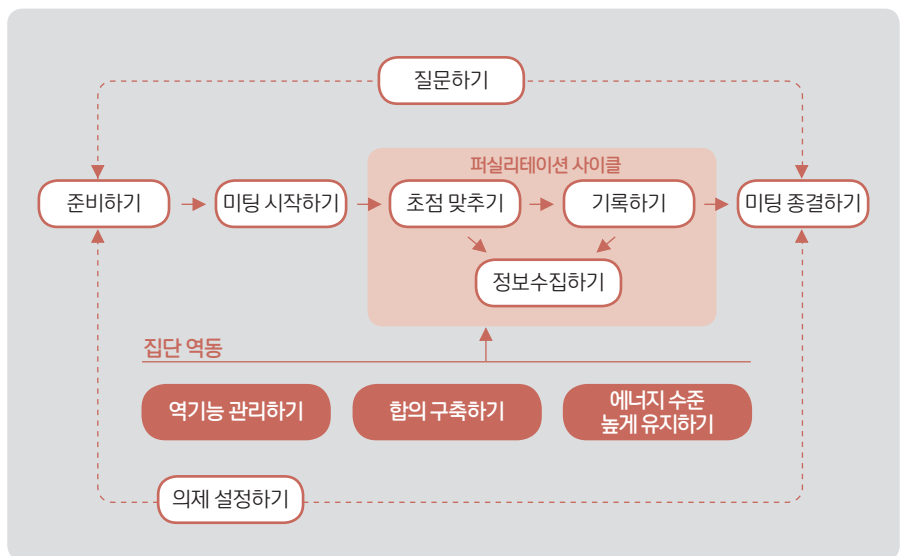 질문하기
퍼실리테이션 사이클
준비하기
미팅 시작하기
초점 맞추기
기록하기
미팅 종결하기
정보수집하기
집단 역동
역기능 관리하기
합의 구축하기
에너지 수준
높게 유지하기
의제 설정하기